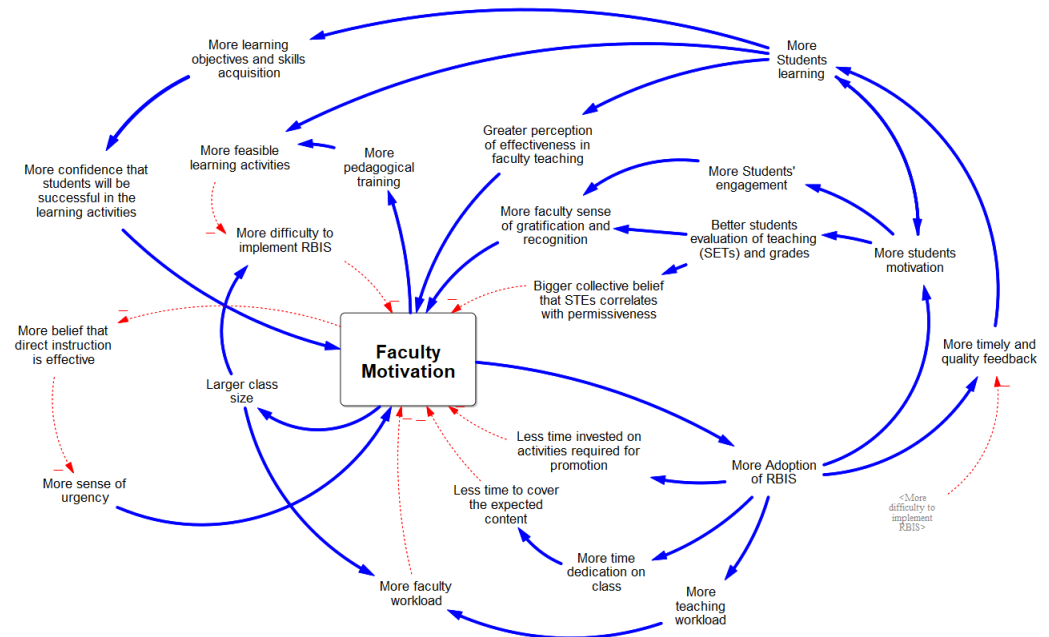 More learning
objectives and skills
acquisition
More
Students
learning
More confidence that
students will be
successful in the
learning activities
More feasible
learning activities
More
pedagogical
training
Greater perception
of effectiveness in
faculty teaching
More Students'
engagement
More faculty sense
of gratification and
recognition
Better students
evaluation of teaching
(SETs) and grades
More students
motivation
More difficulty to
implement RBIS
Bigger collective belief
that STEs correlates
with permissiveness
More belief that
direct instruction
is effective
Faculty
Motivation
More timely and
quality feedback
Larger class
size
Less time invested on
activities required for
promotion
More Adoption
of RBIS
More sense of
urgency
Less time to cover
the expected
content
<More
difficulty to
implement
RBIS>
More time
dedication on
class
More faculty
workload
More
teaching
workload